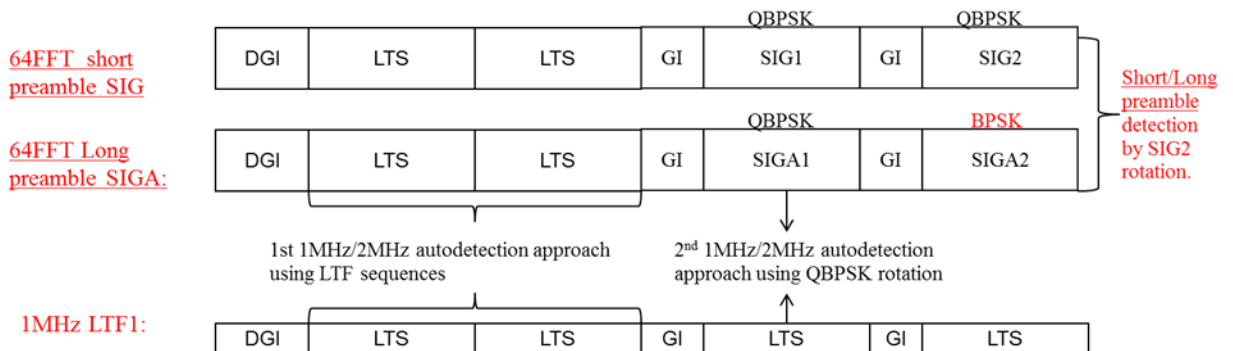 QBPSK QBPSK
64FFT short
preamble SIG
DGI LTS LTS GI SIG1 GI SIG2
Short/Long
preamble
detection
by SIG2
rotation.
QBPSK BPSK
64FFT Long
preamble SIGA:
DGI LTS LTS GI SIGA1 GI SIGA2
1st 1MHz/2MHz autodetection approach
using LTF sequences
2nd 1MHz/2MHz autodetection
approach using QBPSK rotation
1MHz LTF1:
DGI LTS LTS GI LTS GI LTS